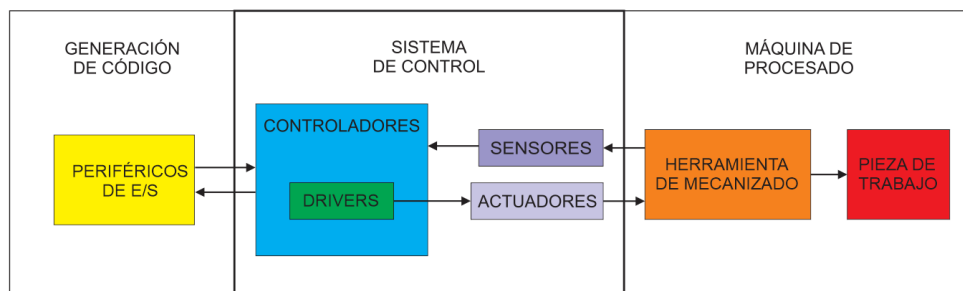 GENERACIÓN
DE CÓDIGO
SISTEMA
DE CONTROL
MÁQUINA DE
PROCESADO
PERIFÉRICOS
DE E/S
CONTROLADORES
DRIVERS
SENSORES
ACTUADORES
HERRAMIENTA
DE MECANIZADO
PIEZA DE
TRABAJO